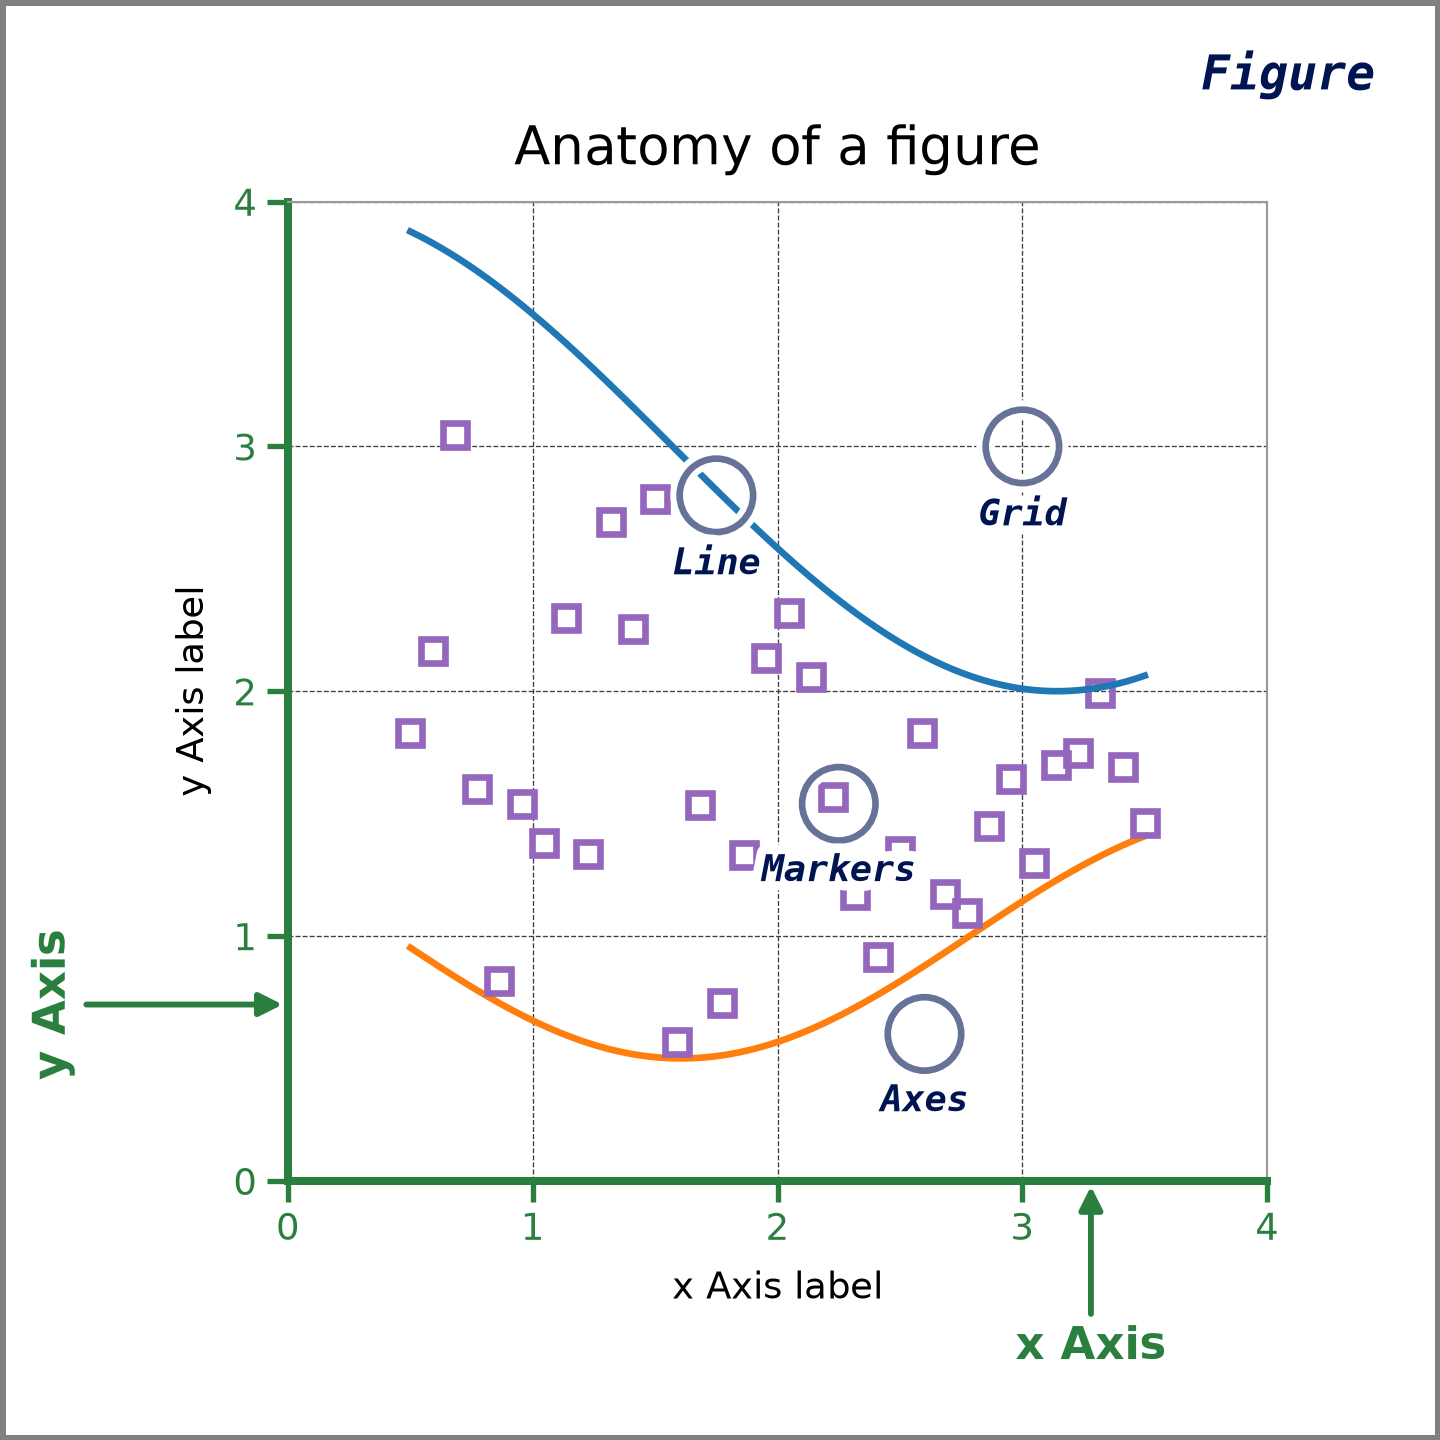 Figure
Anatomy of a figure
4
3
2
1
0
y Axis label
y Axis
Grid
Line
Markers
Axes
0 1 2 3 4
x Axis label
x Axis